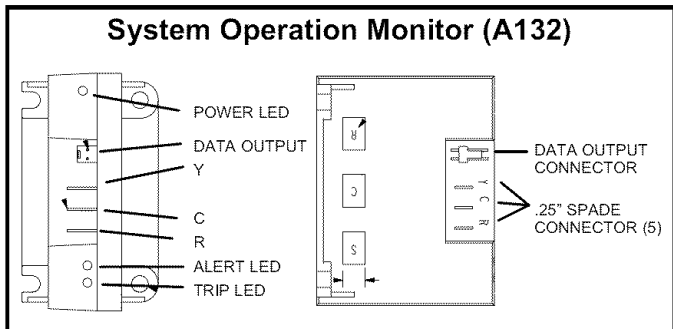 System Operation Monitor (A132)
POWER LED
DATA OUTPUT
Y
C
R
ALERT LED
TRIP LED
R
C
S
Y
C
R
DATA OUTPUT
CONNECTOR
.25" SPADE
CONNECTOR (5)